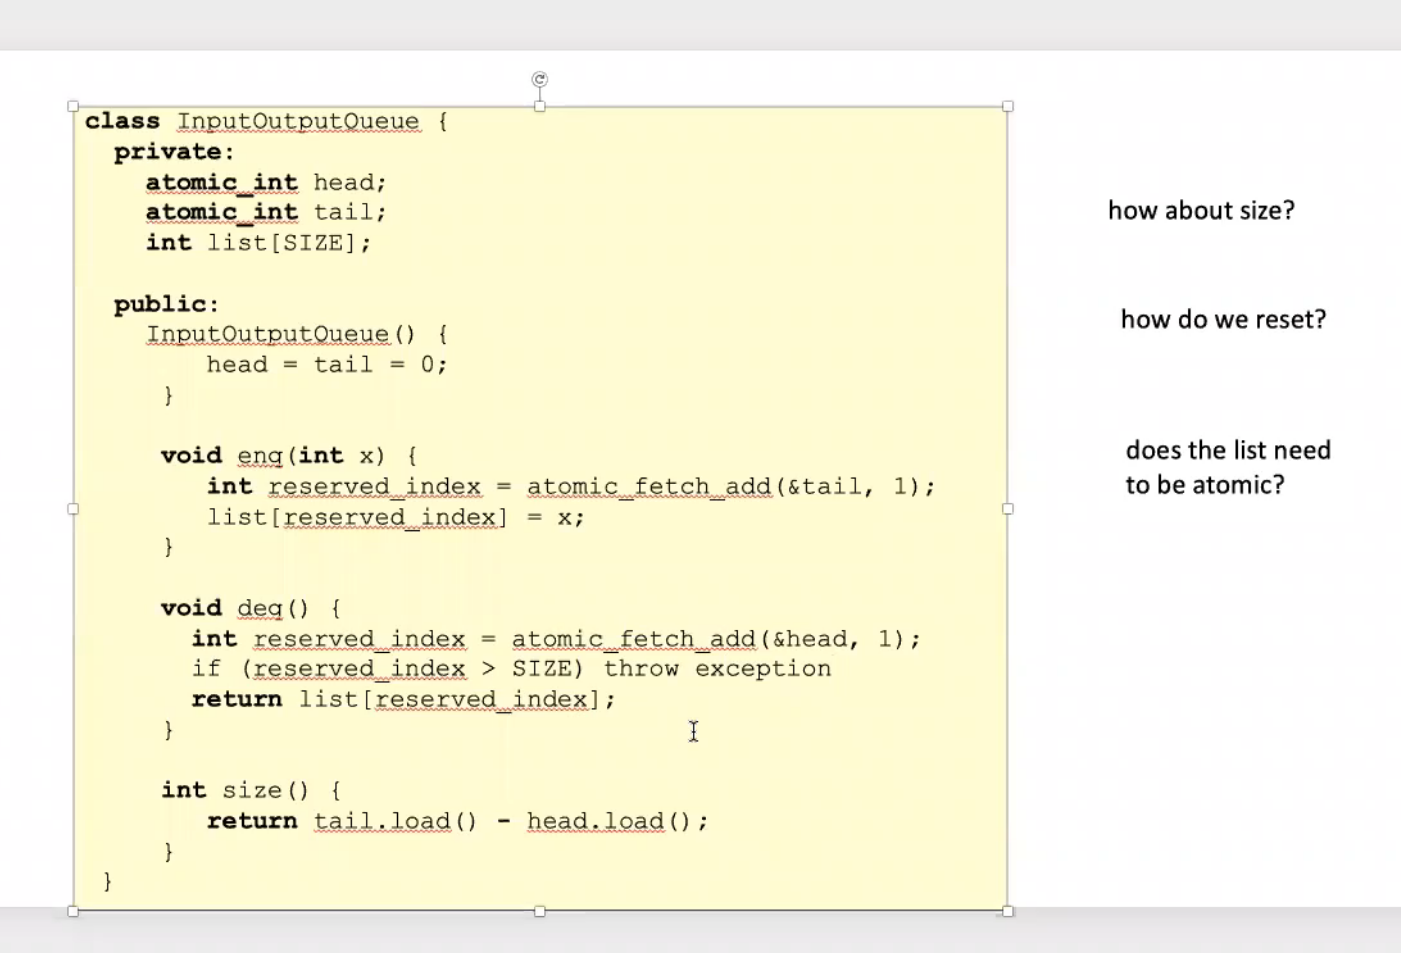 class InputOutputQueue {
private:
atomic_int head;
atomic_int tail;
int list[SIZE];
public:
InputOutputQueue() {
head = tail = 0;
}
void enq(int x) {
int reserved_index = atomic_fetch_add(&tail, 1);
list[reserved_index] = x;
}
void deq() {
int reserved_index = atomic_fetch_add(&head, 1);
if (reserved_index > SIZE) throw exception
return list[reserved_index];
}
int size() {
return tail.load() - head.load();
}
}
how about size?
how do we reset?
does the list need
to be atomic?